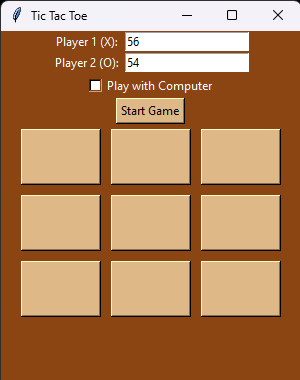 Tic Tac Toe
Player 1 (X): 56
Player 2 (O): 54
Play with Computer
Start Game